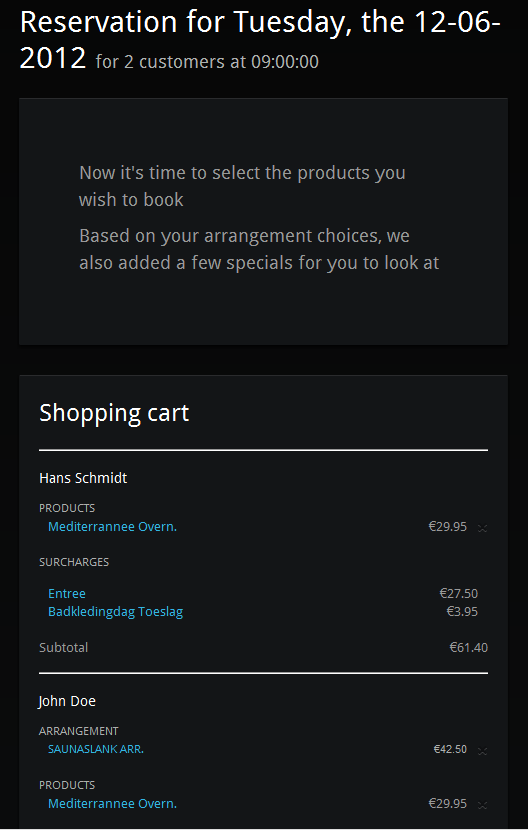 Reservation for Tuesday, the 12-06-
2012 for 2 customers at 09:00:00
Now it's time to select the products you
wish to book
Based on your arrangement choices, we
also added a few specials for you to look at
Shopping cart
Hans Schmidt
PRODUCTS
Mediterrannee Overn. €29.95
SURCHARGES
Entree €27.50
Badkledingdag Toeslag €3.95
Subtotal €61.40
John Doe
ARRANGEMENT
SAUNASLANK ARR. €42.50
PRODUCTS
Mediterrannee Overn. €29.95